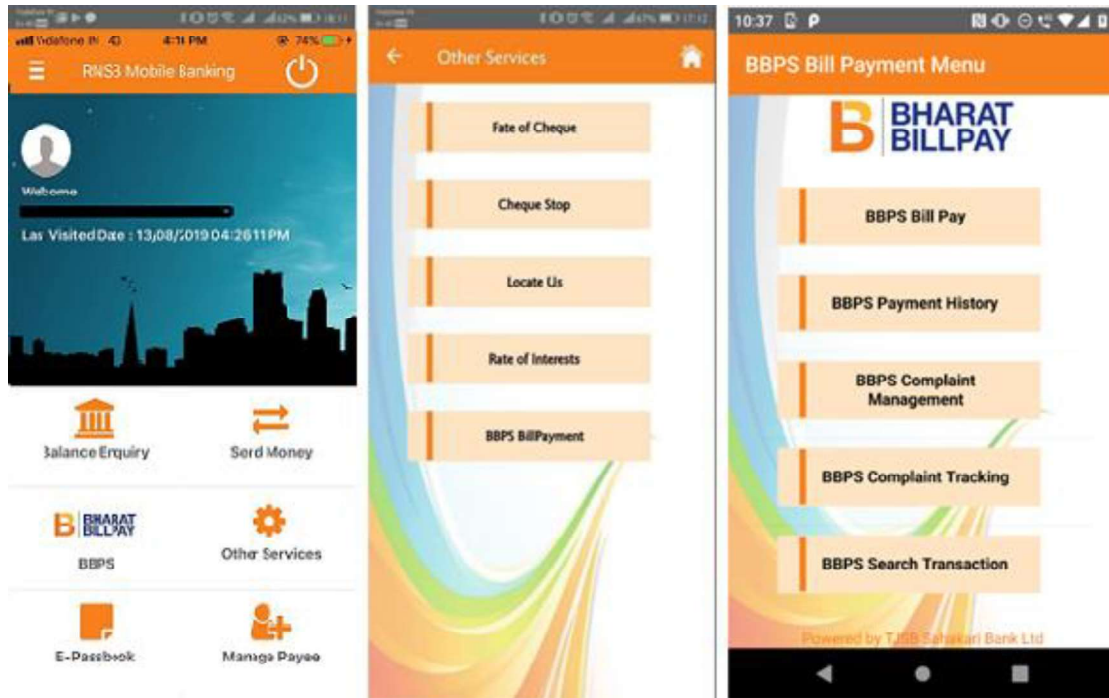 Vodafone IN
4:11 PM
74%
RNSB Mobile Banking
Welcome
Las Visited Date : 13/08/2019 04:26 11 PM
Balance Enquiry
Send Money
BHARAT
BILLPAY
BBPS
Other Services
E-Passbook
Manage Payee
Other Services
Fate of Cheque
Cheque Stop
Locate Us
Rate of Interests
BBPS BillPayment
10:37
BBPS Bill Payment Menu
BHARAT
BILLPAY
BBPS Bill Pay
BBPS Payment History
BBPS Complaint
Management
BBPS Complaint Tracking
BBPS Search Transaction
Powered by TJSB Sahakari Bank Ltd